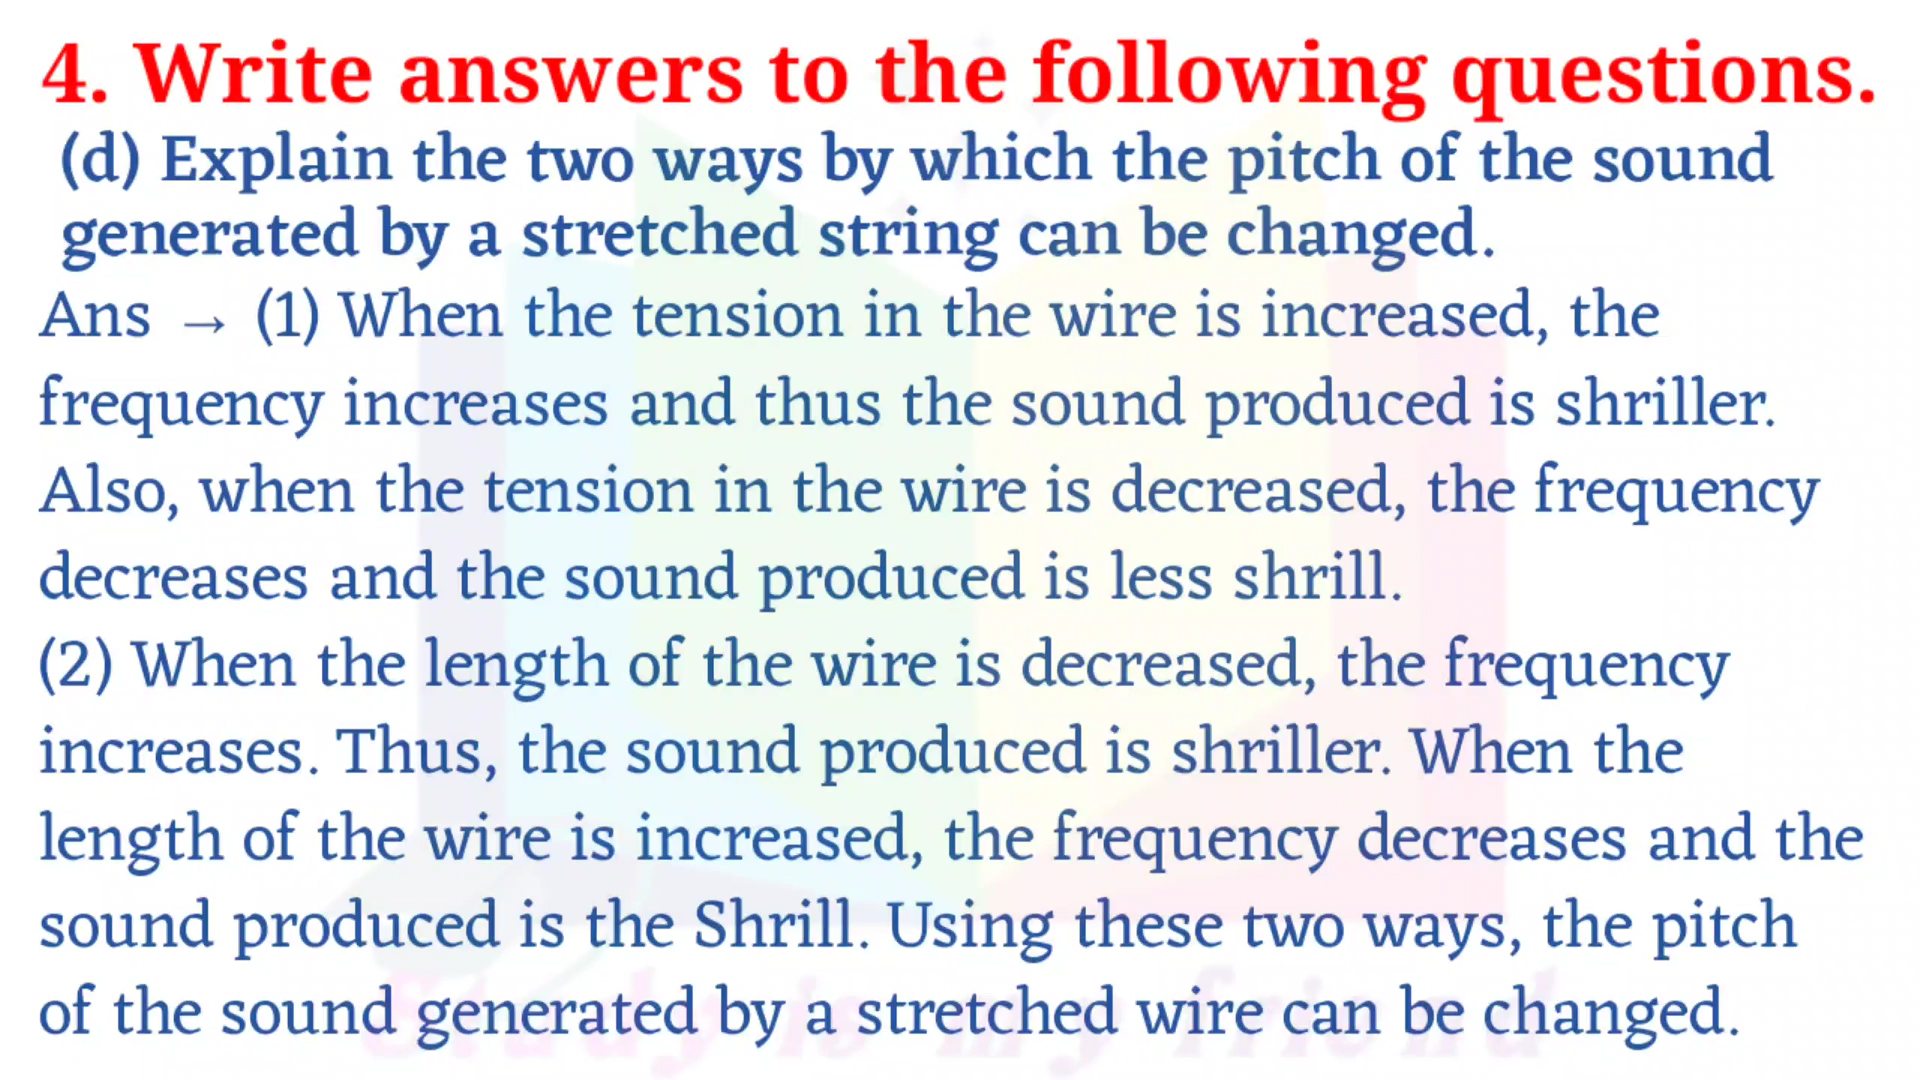 4. Write answers to the following questions.
(d) Explain the two ways by which the pitch of the sound
generated by a stretched string can be changed.
Ans → (1) When the tension in the wire is increased, the
frequency increases and thus the sound produced is shriller.
Also, when the tension in the wire is decreased, the frequency
decreases and the sound produced is less shrill.
(2) When the length of the wire is decreased, the frequency
increases. Thus, the sound produced is shriller. When the
length of the wire is increased, the frequency decreases and the
sound produced is the Shrill. Using these two ways, the pitch
of the sound generated by a stretched wire can be changed.
Study is my friend